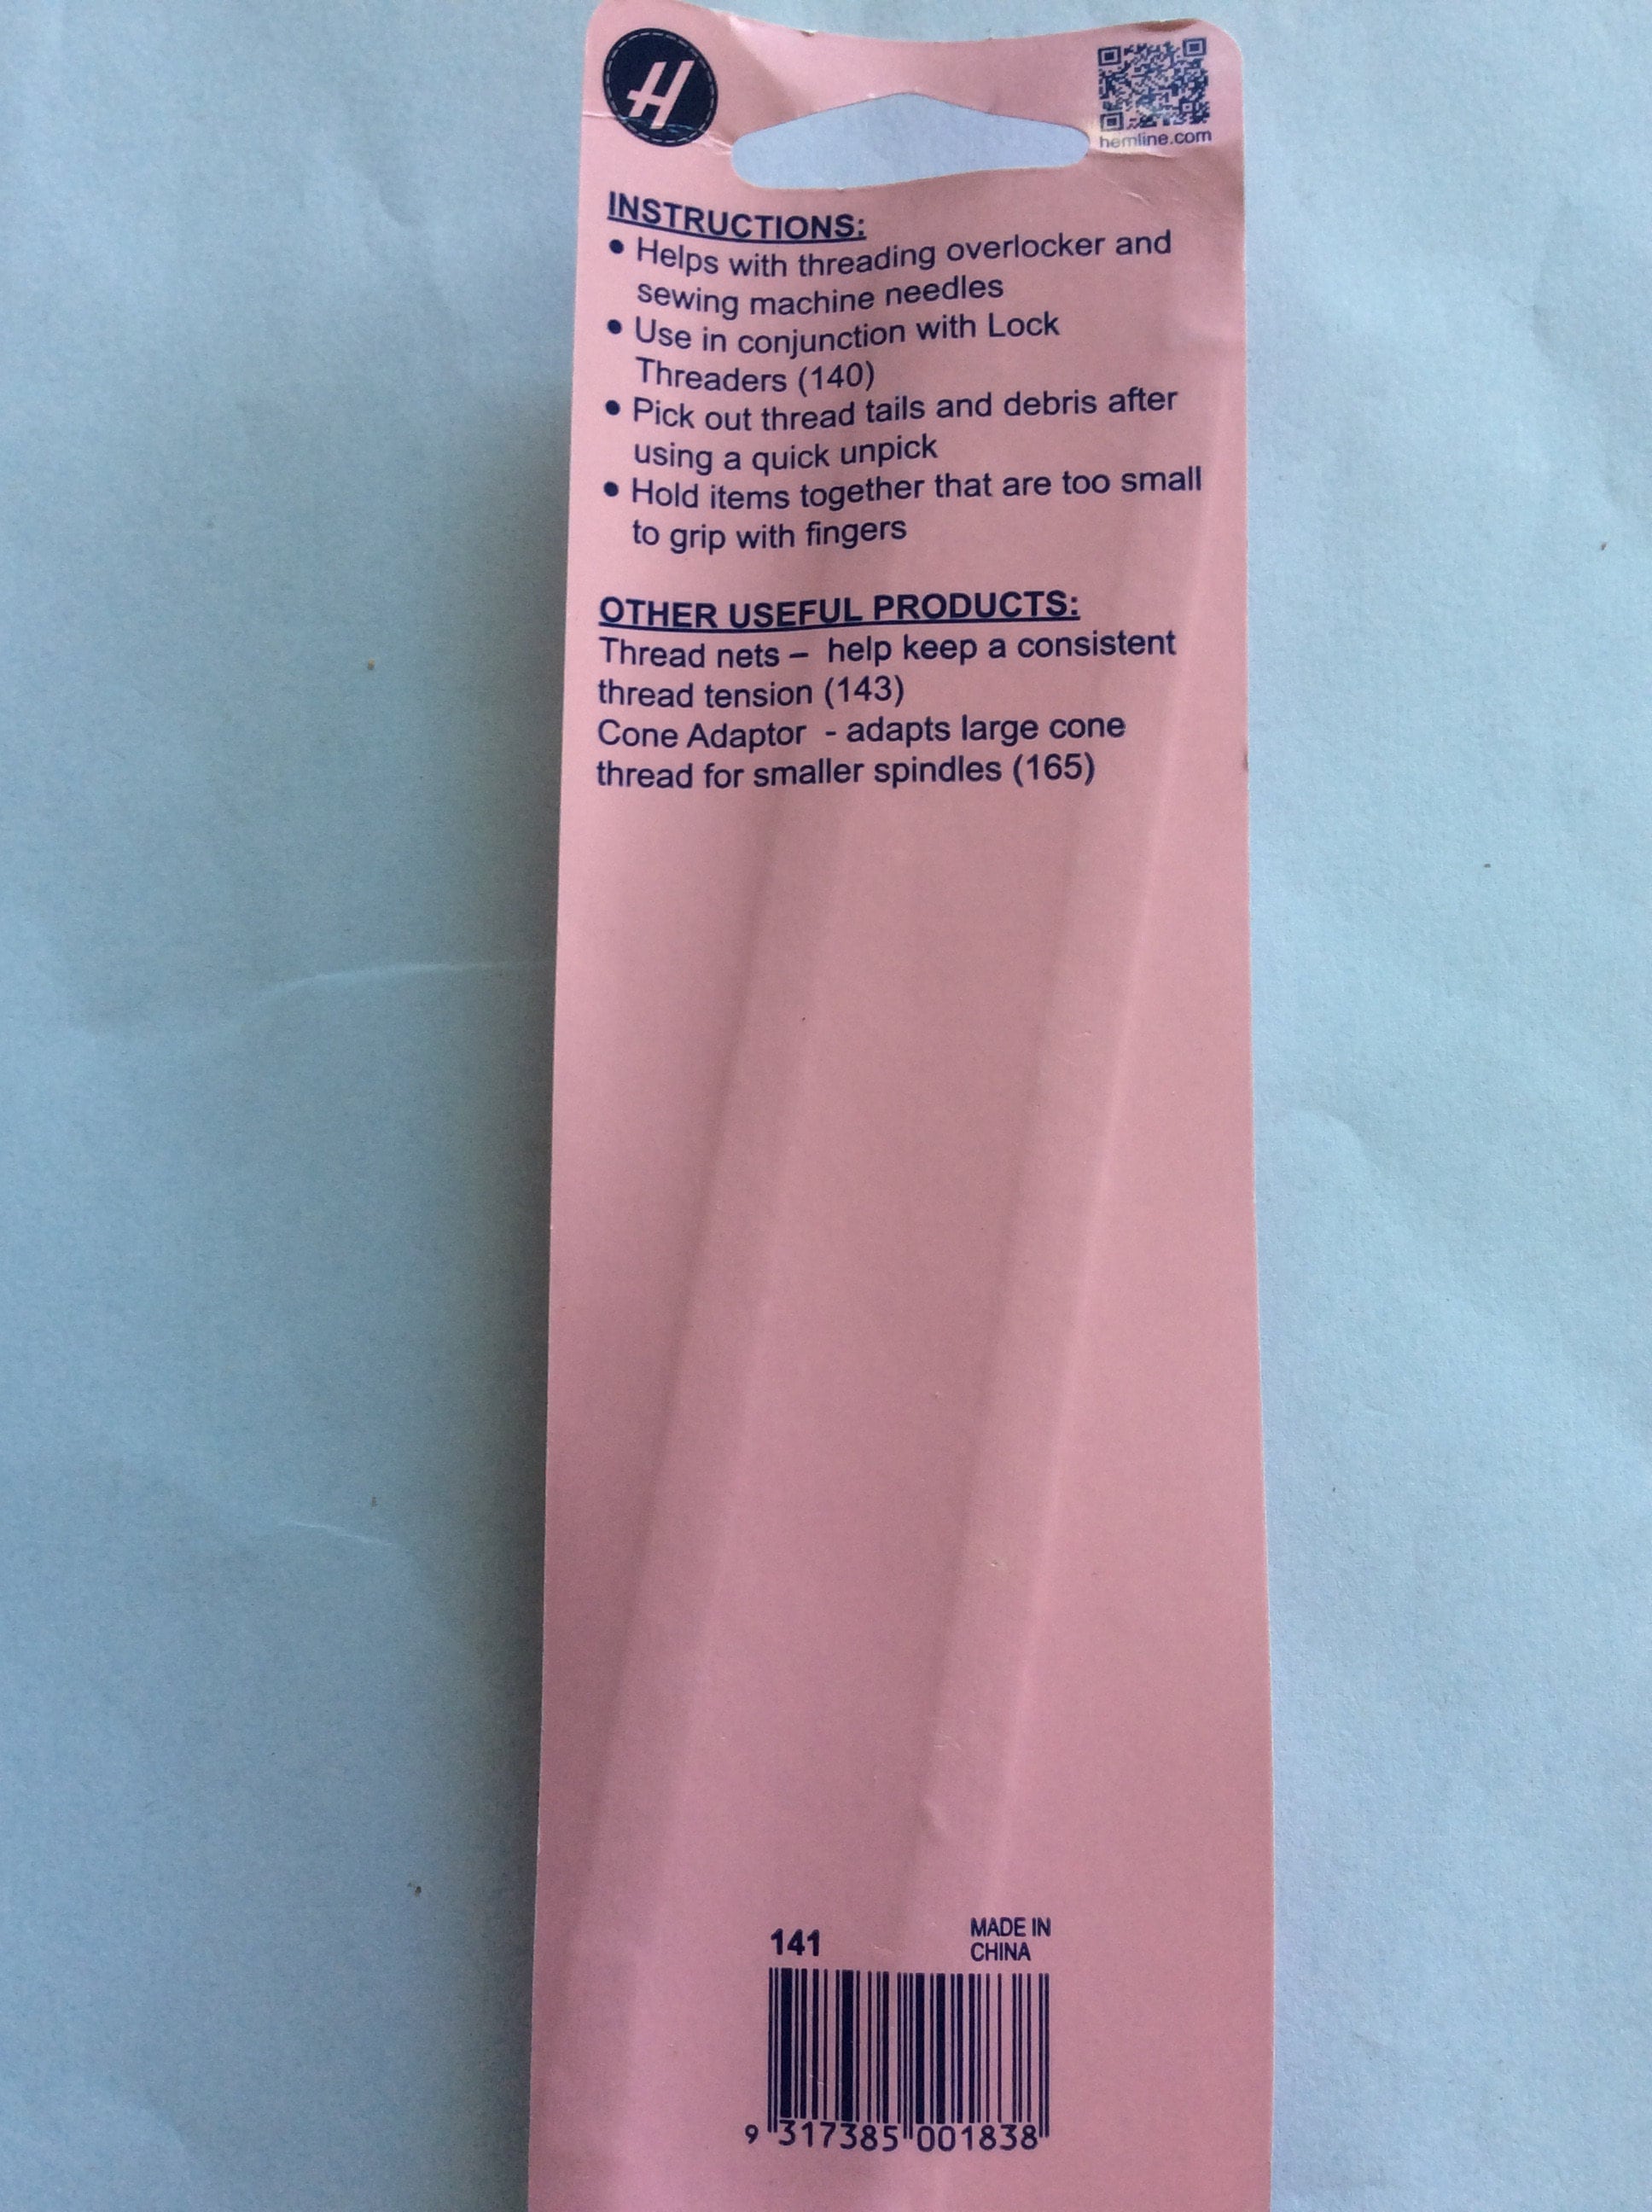 H
hemline.com
INSTRUCTIONS:
• Helps with threading overlocker and
sewing machine needles
• Use in conjunction with Lock
Threaders (140)
• Pick out thread tails and debris after
using a quick unpick
• Hold items together that are too small
to grip with fingers
OTHER USEFUL PRODUCTS:
Thread nets – help keep a consistent
thread tension (143)
Cone Adaptor - adapts large cone
thread for smaller spindles (165)
141
MADE IN
CHINA
9 317385 001838